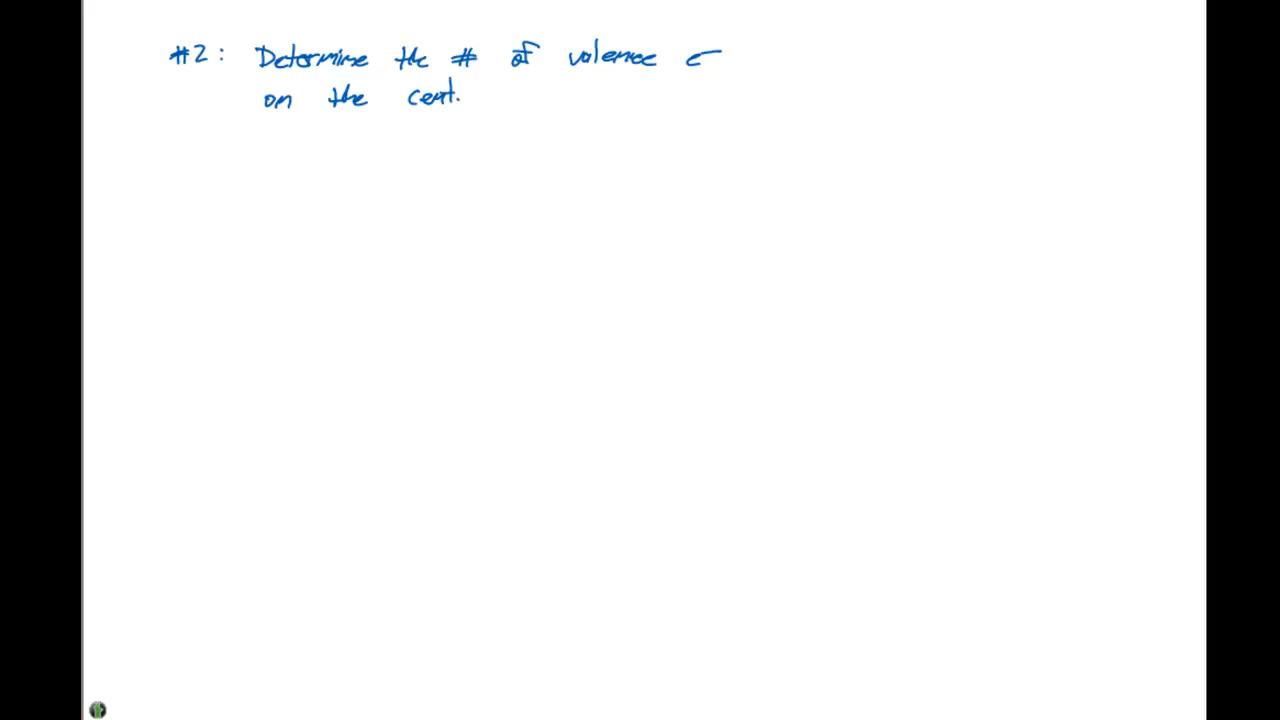 #2: Determine the # of valence e⁻
on the cent.